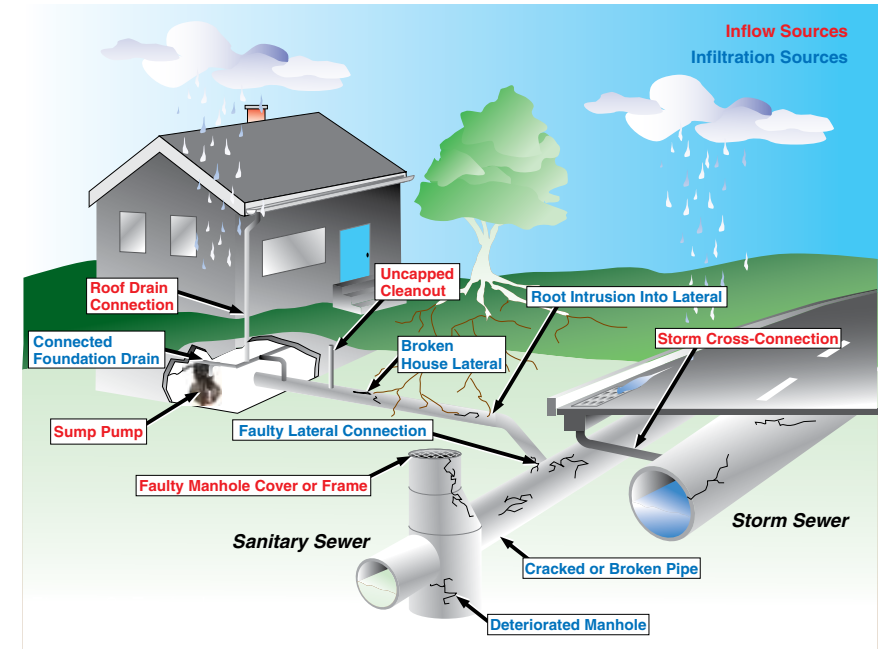 Inflow Sources
Infiltration Sources
Roof Drain
Connection
Uncapped
Cleanout
Root Intrusion Into Lateral
Connected
Foundation Drain
Broken
House Lateral
Storm Cross-Connection
Sump Pump
Faulty Lateral Connection
Faulty Manhole Cover or Frame
Storm Sewer
Sanitary Sewer
Cracked or Broken Pipe
Deteriorated Manhole